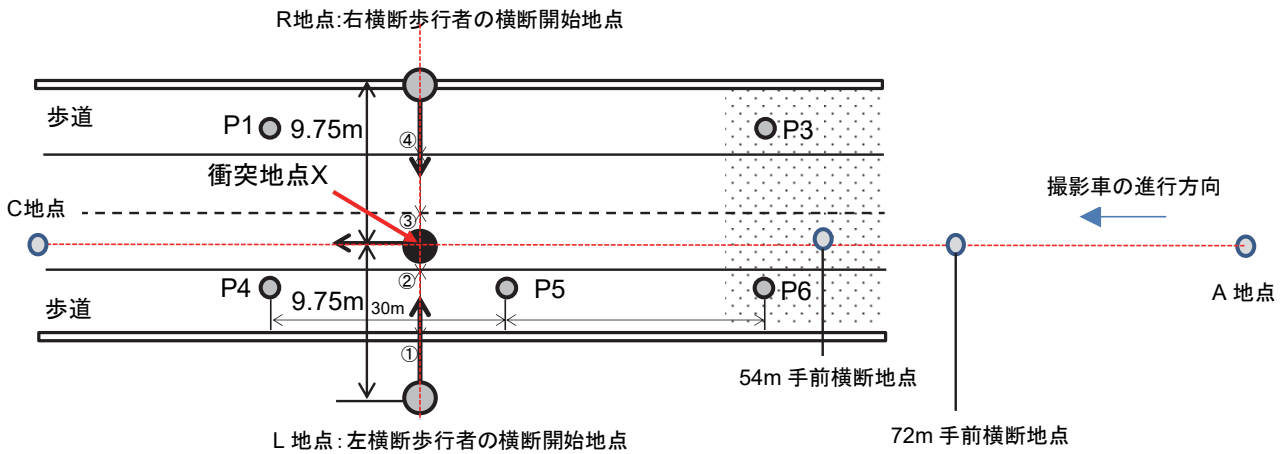 R地点:右横断歩行者の横断開始地点
歩道
P1
9.75m
④
P3
衝突地点X
撮影車の進行方向
C地点
③
②
P4
9.75m
30m
P5
P6
A 地点
歩道
①
54m 手前横断地点
L 地点:左横断歩行者の横断開始地点
72m 手前横断地点